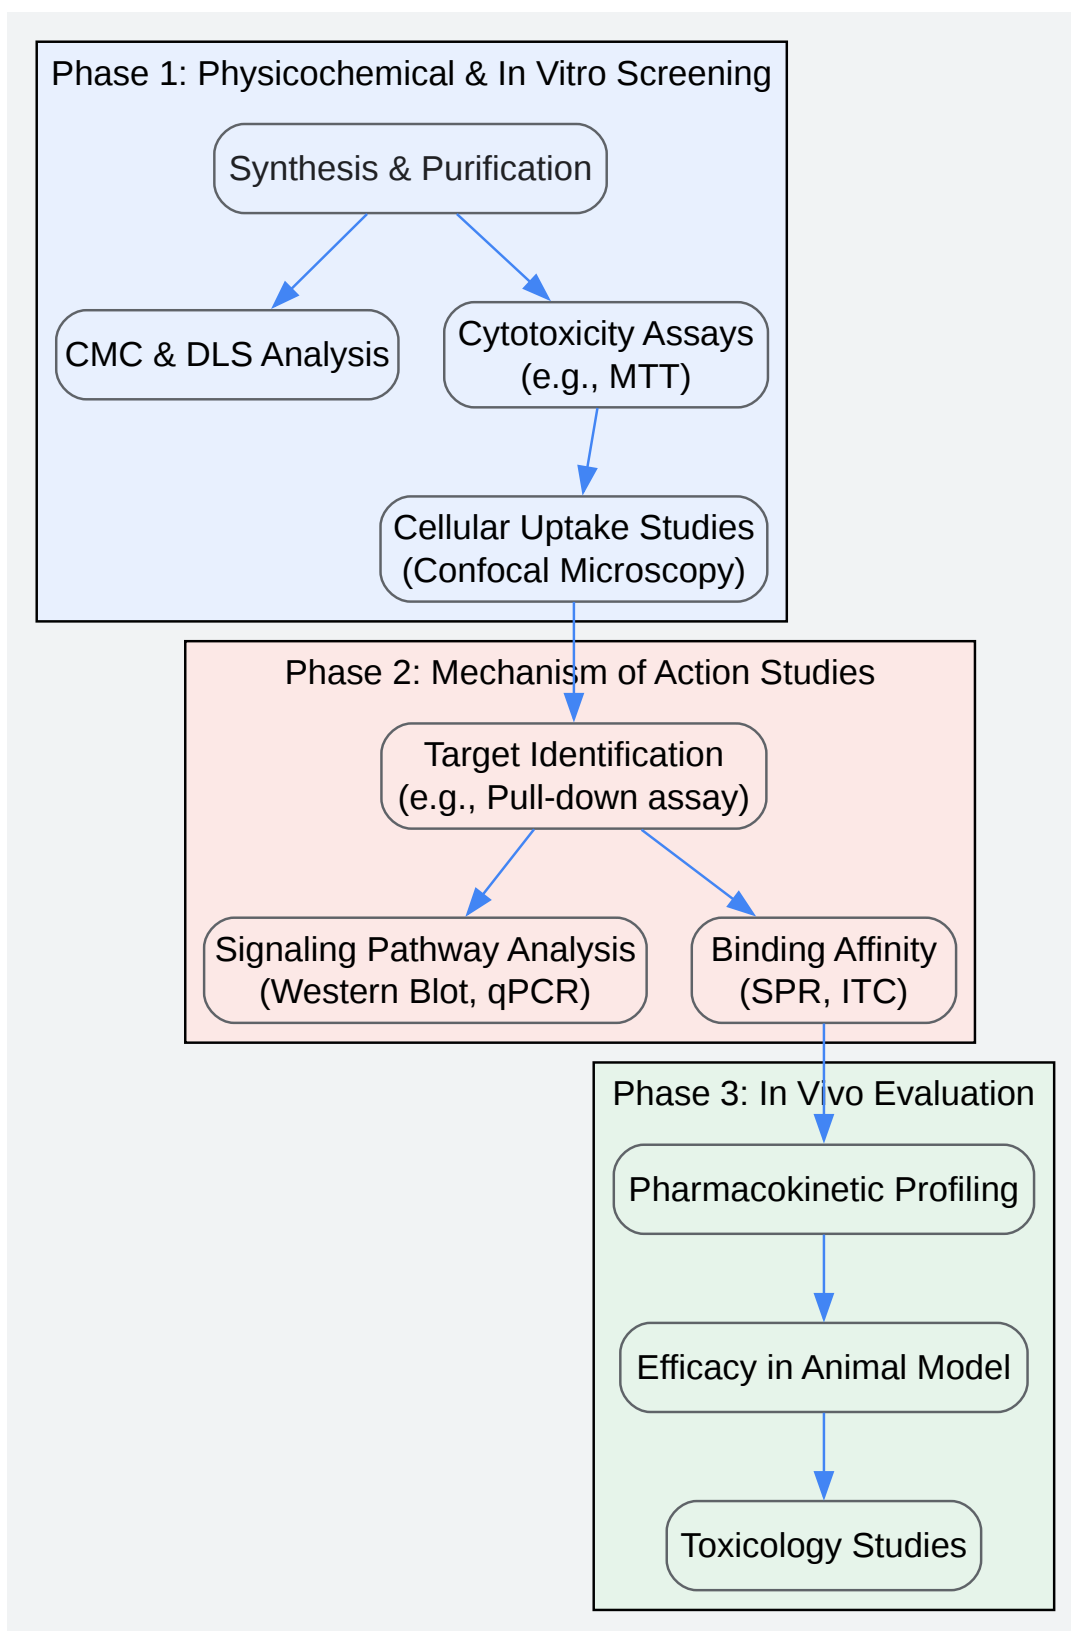 Phase 1: Physicochemical & In Vitro Screening
Synthesis & Purification
CMC & DLS Analysis
Cytotoxicity Assays
(e.g., MTT)
Cellular Uptake Studies
(Confocal Microscopy)
Phase 2: Mechanism of Action Studies
Target Identification
(e.g., Pull-down assay)
Signaling Pathway Analysis
(Western Blot, qPCR)
Binding Affinity
(SPR, ITC)
Phase 3: In Vivo Evaluation
Pharmacokinetic Profiling
Efficacy in Animal Model
Toxicology Studies